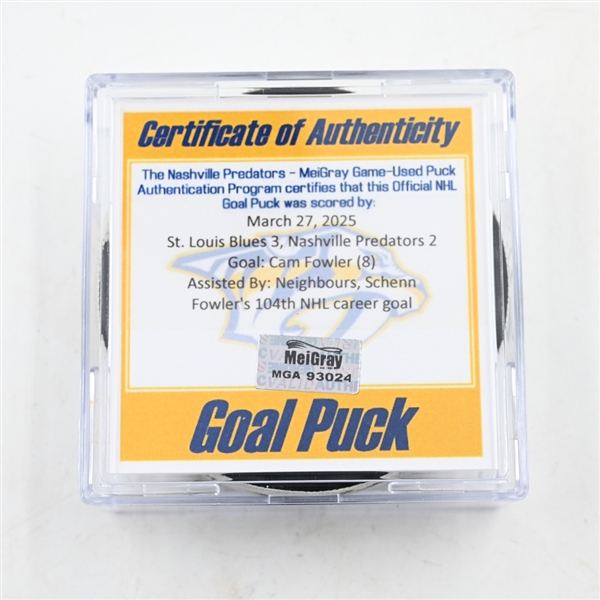 Certificate of Authenticity
The Nashville Predators - MeiGray Game-Used Puck
Authentication Program certifies that this Official NHL
Goal Puck was scored by:
March 27, 2025
St. Louis Blues 3, Nashville Predators 2
Goal: Cam Fowler (8)
Assisted By: Neighbours, Schenn
Fowler's 104th NHL career goal
MeiGray
MGA 93024
Goal Puck